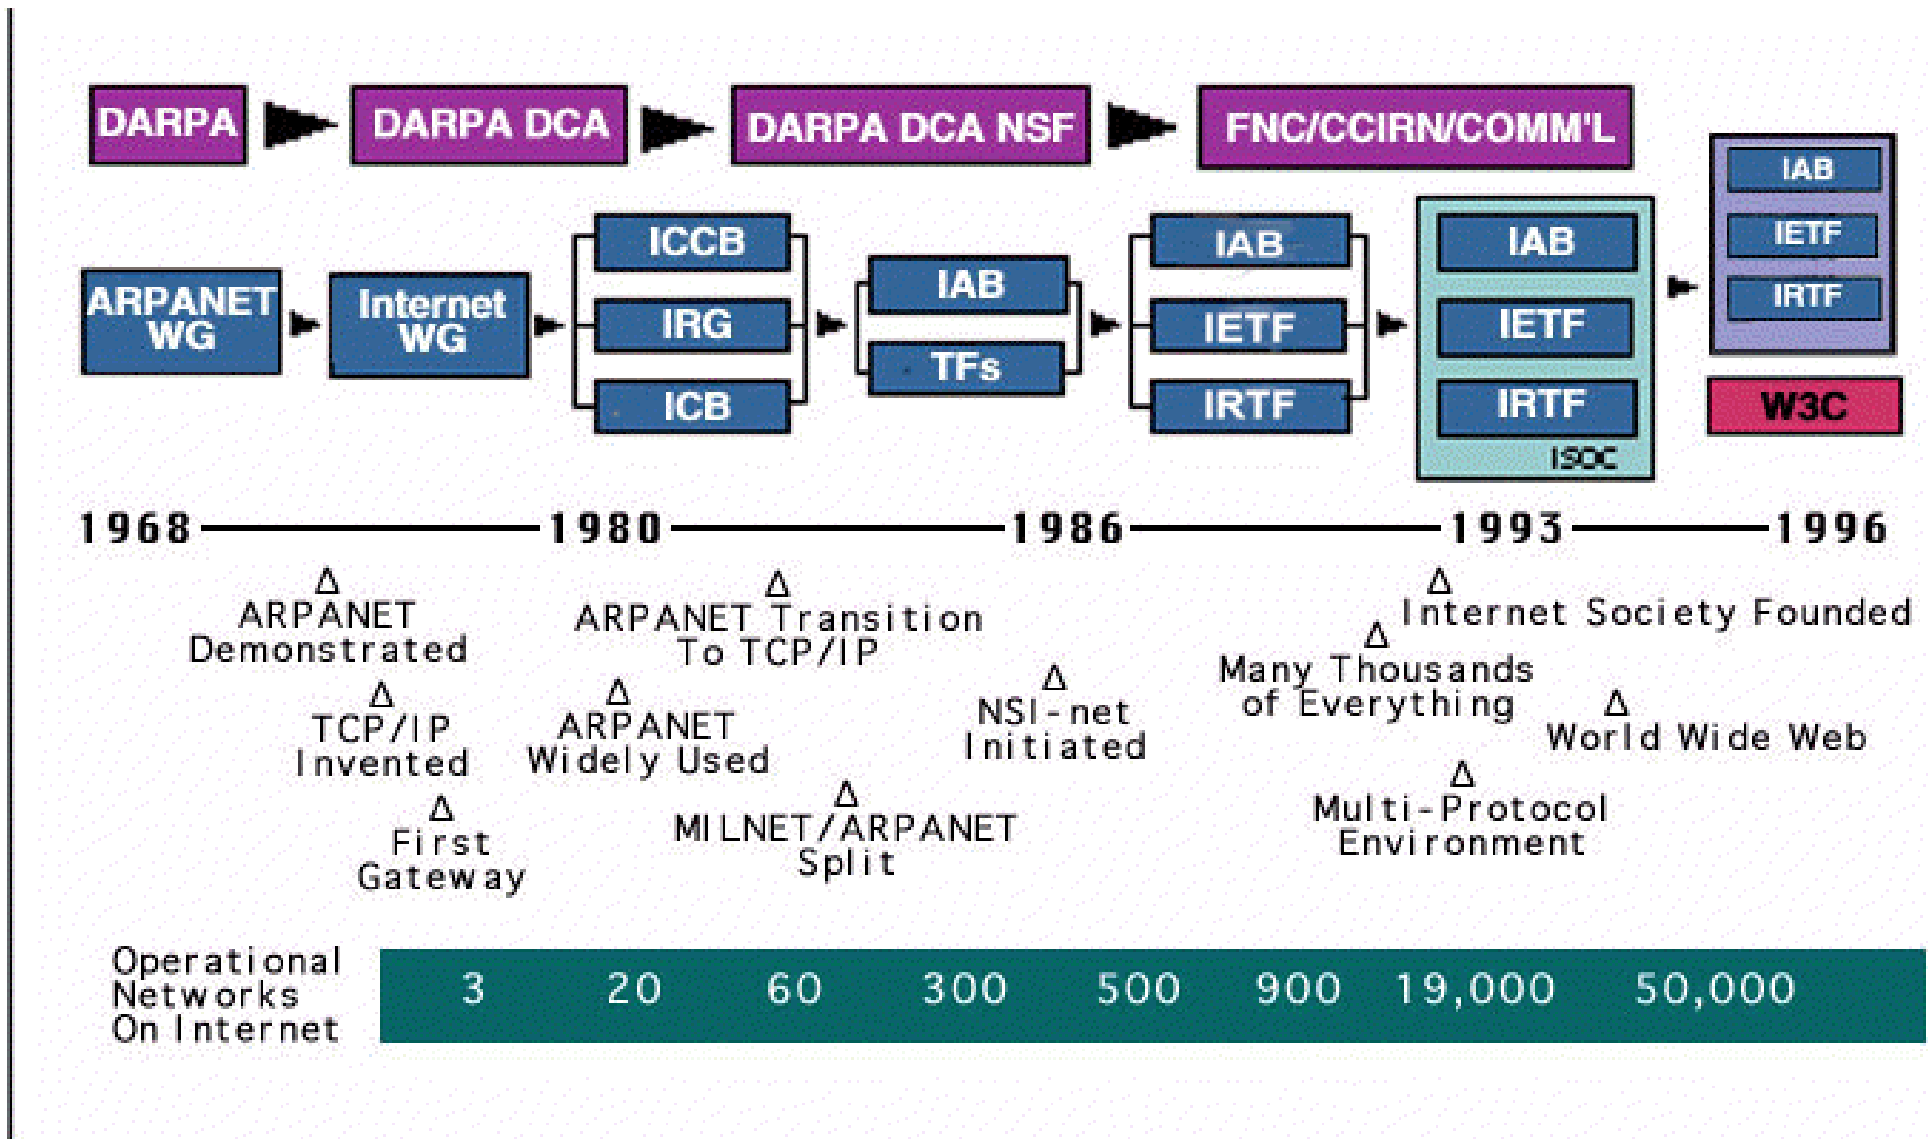 DARPA
DARPA DCA
DARPA DCA NSF
FNC/CCIRN/COMM'L
ARPANET
WG
Internet
WG
ICCB
IRG
ICB
IAB
TFs
IAB
IETF
IRTF
IAB
IETF
IRTF
ISOC
IAB
IETF
IRTF
W3C
1968
1980
1986
1993
1996
ARPANET
Demonstrated
TCP/IP
Invented
First
Gateway
ARPANET Transition
To TCP/IP
ARPANET
Widely Used
MILNET/ARPANET
Split
NSI-net
Initiated
Internet Society Founded
Many Thousands
of Everything
World Wide Web
Multi-Protocol
Environment
Operational
Networks
On Internet
3 20 60 300 500 900 19,000 50,000